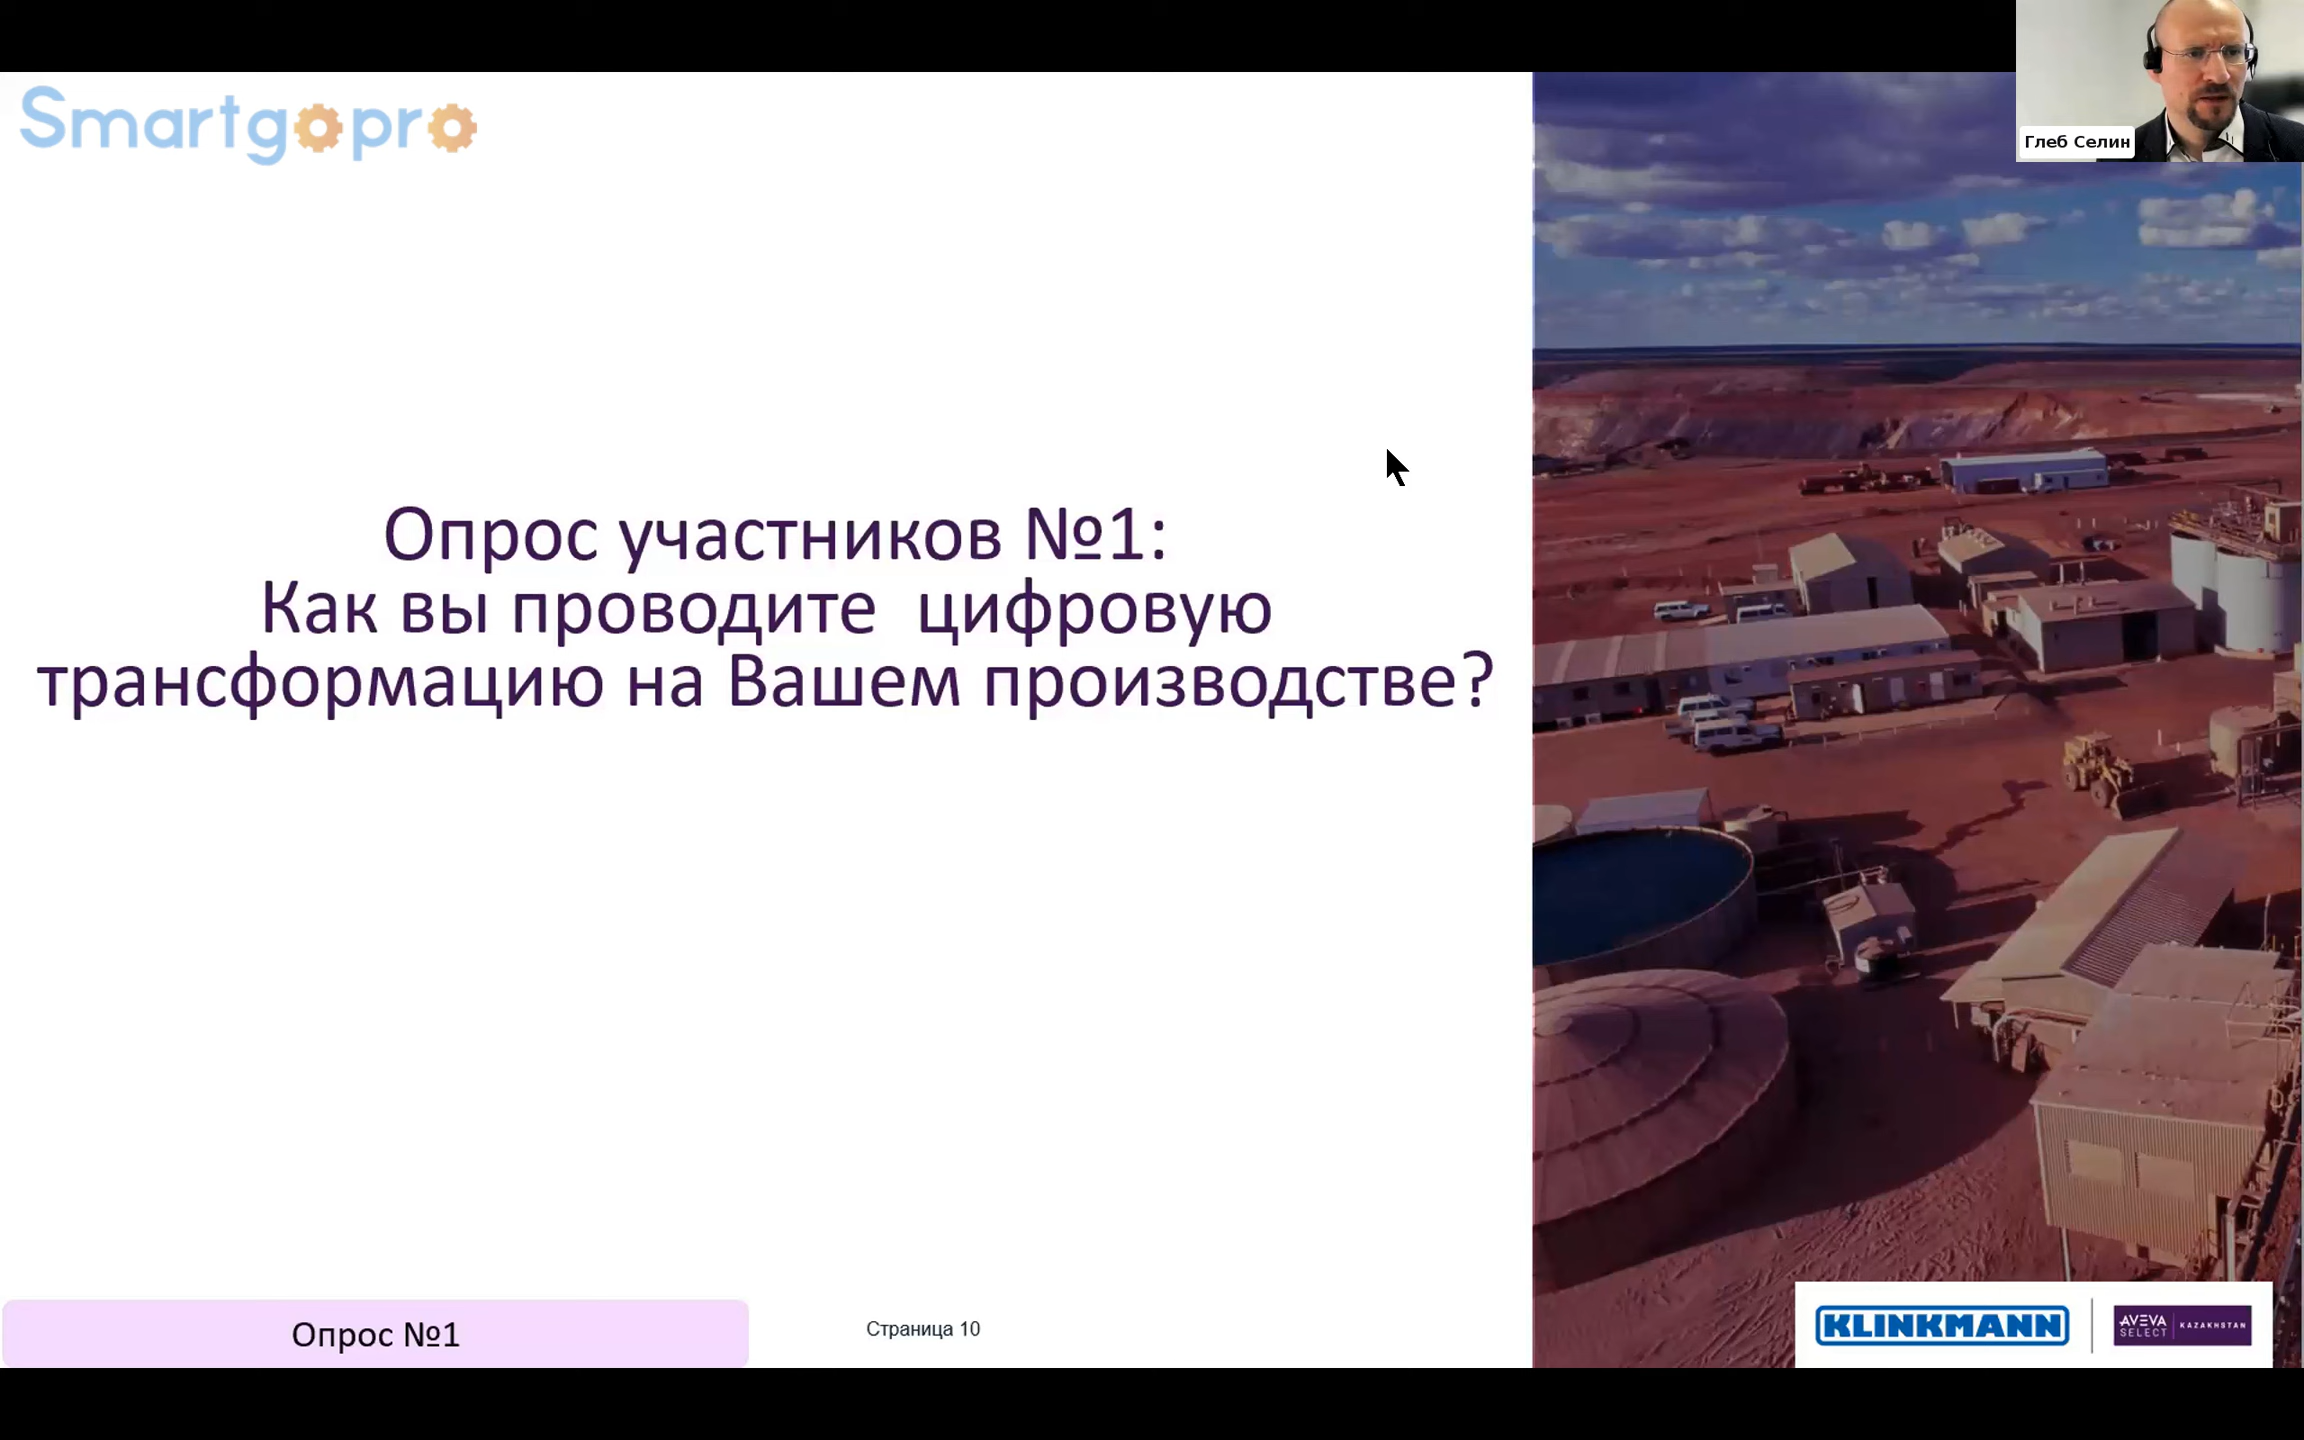 Smartgopro
Глеб Селин
Опрос участников №1:
Как вы проводите  цифровую
трансформацию на Вашем производстве?
Опрос №1
Страница 10
KLINKMANN
AVEVA
SELECT
KAZAKHSTAN